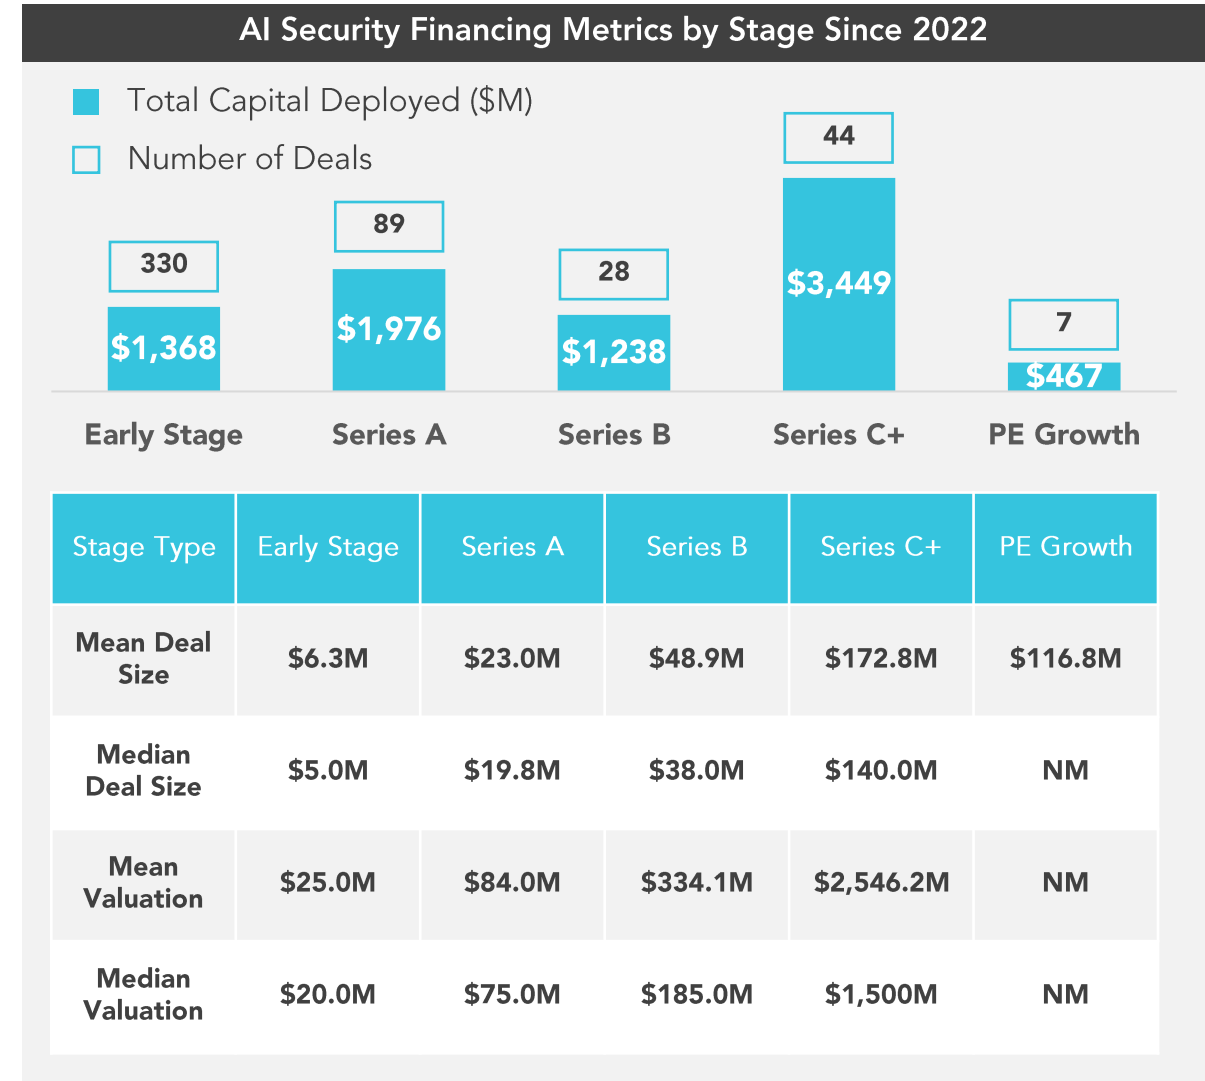 AI Security Financing Metrics by Stage Since 2022
Total Capital Deployed ($M)
Number of Deals
330
89
28
44
7
$1,368
$1,976
$1,238
$3,449
$467
Early Stage
Series A
Series B
Series C+
PE Growth
Stage Type Early Stage Series A Series B Series C+ PE Growth
Mean Deal
Size
$6.3M $23.0M $48.9M $172.8M $116.8M
Median
Deal Size
$5.0M $19.8M $38.0M $140.0M NM
Mean
Valuation
$25.0M $84.0M $334.1M $2,546.2M NM
Median
Valuation
$20.0M $75.0M $185.0M $1,500M NM